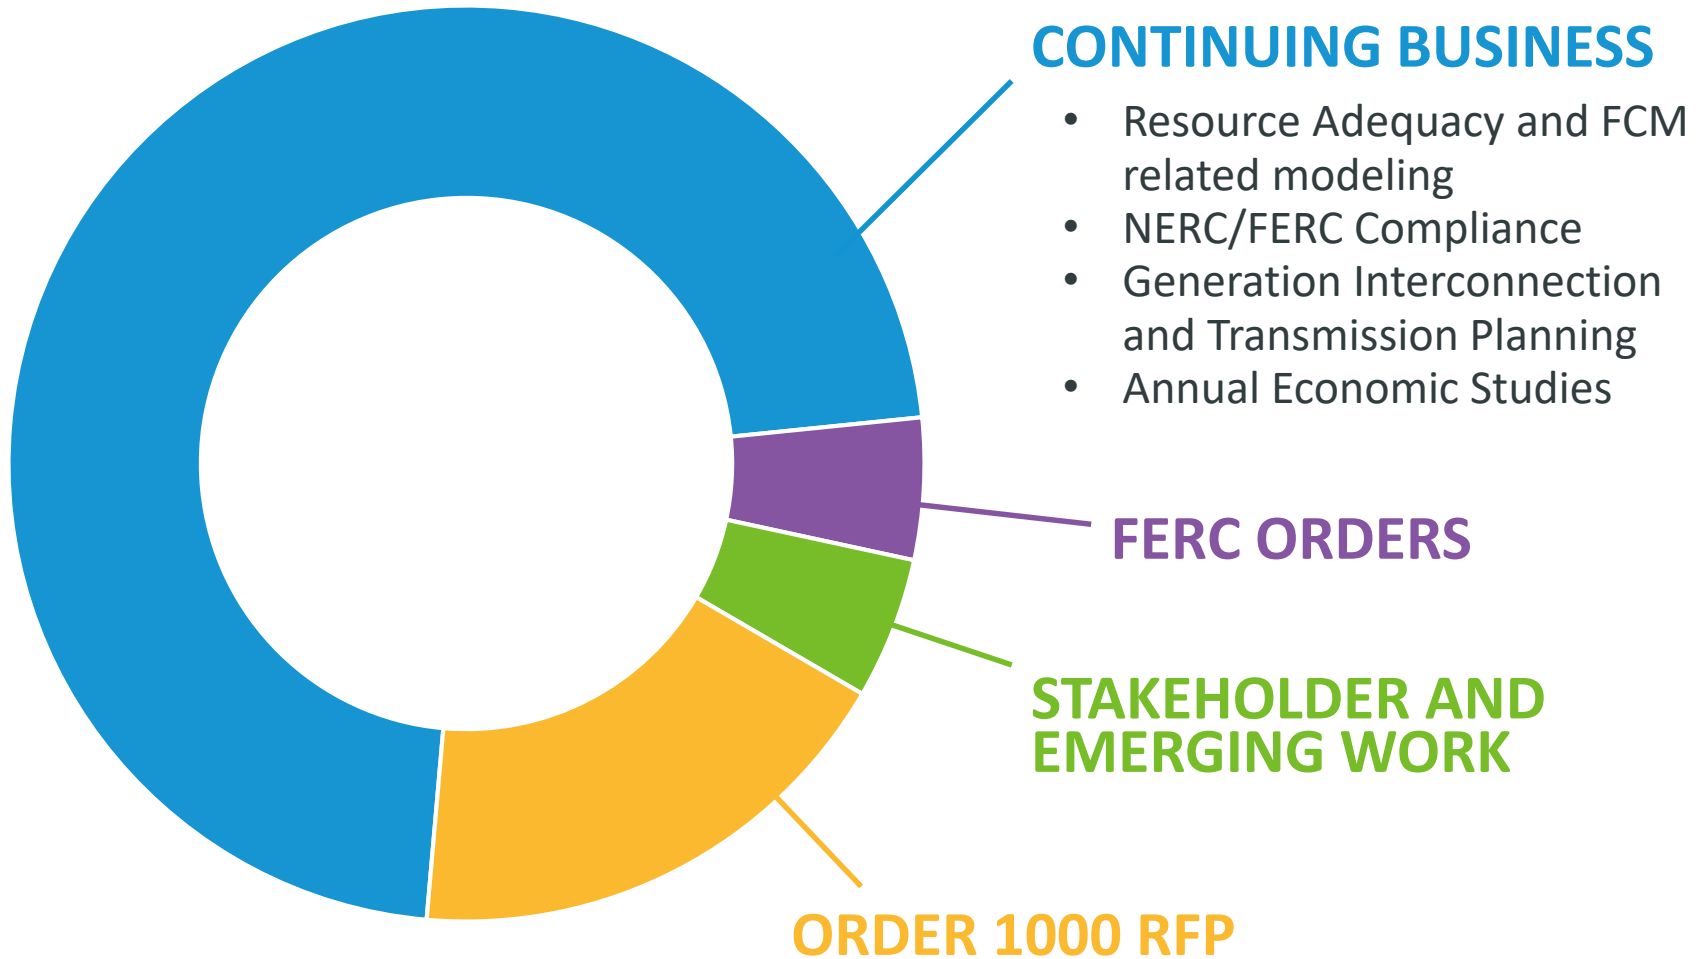 CONTINUING BUSINESS
• Resource Adequacy and FCM
related modeling
• NERC/FERC Compliance
• Generation Interconnection
and Transmission Planning
• Annual Economic Studies
FERC ORDERS
STAKEHOLDER AND
EMERGING WORK
ORDER 1000 RFP